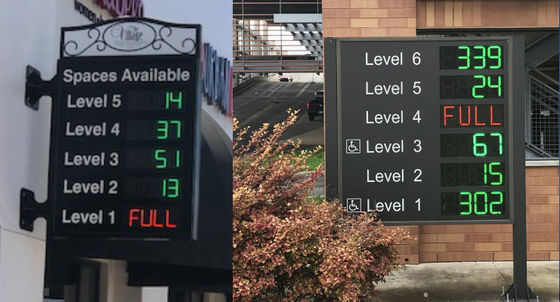 Village
Spaces Available
Level 5 14
Level 4 37
Level 3 51
Level 2 13
Level 1 FULL
Level 6 339
Level 5 24
Level 4 FULL
Level 3 67
Level 2 15
Level 1 302